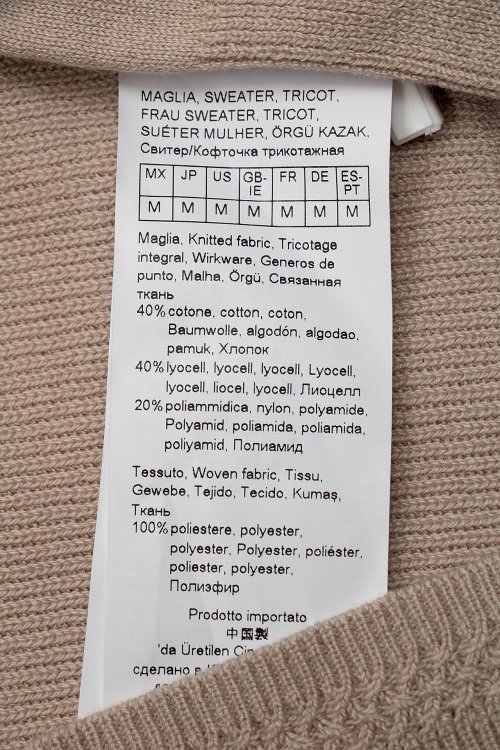 MAGLIA, SWEATER, TRICOT,
FRAU SWEATER, TRICOT,
SUÉTER MULHER, ÖRGÜ KAZAK,
Свитер/Кофточка трикотажная
MX JP US GB-IE FR DE ES-PT
M M M M M M M
Maglia, Knitted fabric, Tricotage
integral, Wirkware, Generos de
punto, Malha, Örgü, Связанная
ткань
40% cotone, cotton, coton,
Baumwolle, algodón, algodao,
pamuk, Хлопок
40% lyocell, lyocell, lyocell, Lyocell,
lyocell, liocel, lyocell, Лиоцелл
20% poliammidica, nylon, polyamide,
Polyamid, poliamida, poliamida,
poliyamid, Полиамид
Tessuto, Woven fabric, Tissu,
Gewebe, Tejido, Tecido, Kumaş,
Ткань
100% poliestere, polyester,
polyester, Polyester, poliéster,
poliester, polyester,
Полиэфир
Prodotto importato
中国製
'da Üretilen
сделано в